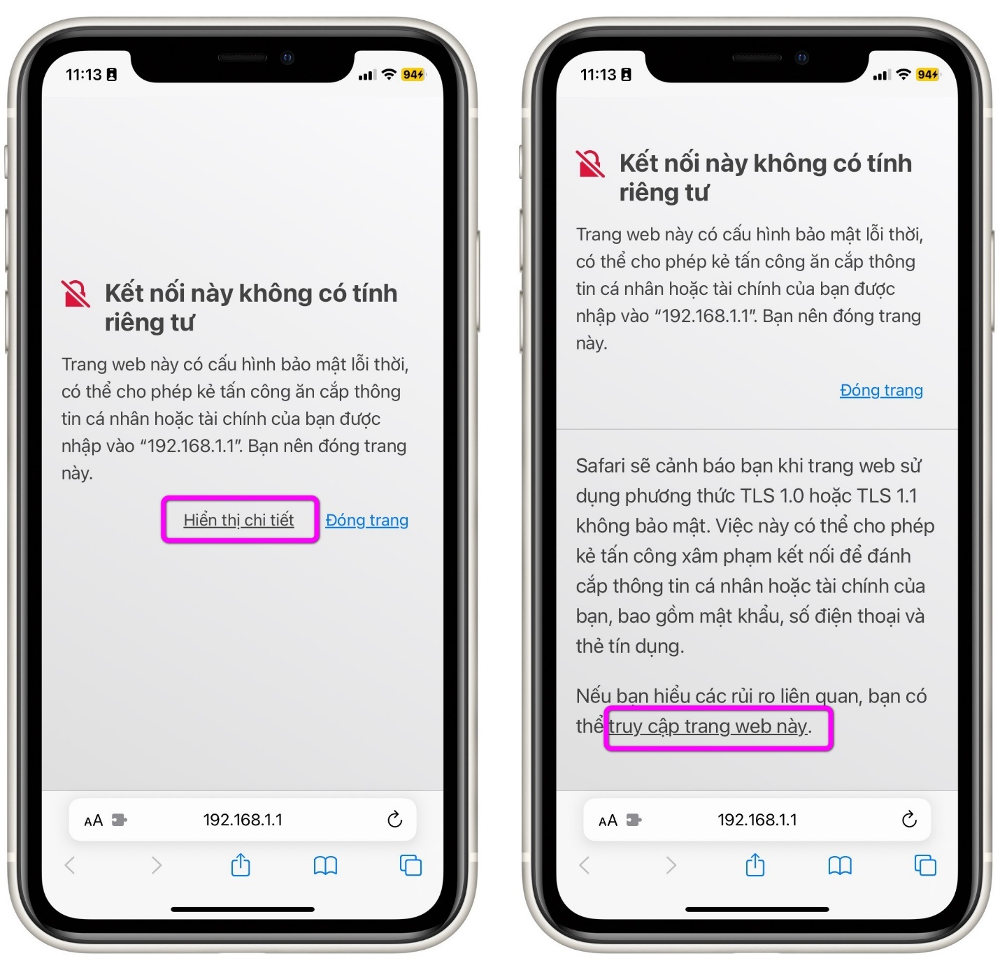 11:13
94
Kết nối này không có tính
riêng tư
Trang web này có cấu hình bảo mật lỗi thời,
có thể cho phép kẻ tấn công ăn cắp thông
tin cá nhân hoặc tài chính của bạn được
nhập vào “192.168.1.1”. Bạn nên đóng trang
này.
Hiển thị chi tiết
Đóng trang
AA
192.168.1.1
11:13
94
Kết nối này không có tính
riêng tư
Trang web này có cấu hình bảo mật lỗi thời,
có thể cho phép kẻ tấn công ăn cắp thông
tin cá nhân hoặc tài chính của bạn được
nhập vào “192.168.1.1”. Bạn nên đóng trang
này.
Đóng trang
Safari sẽ cảnh báo bạn khi trang web sử
dụng phương thức TLS 1.0 hoặc TLS 1.1
không bảo mật. Việc này có thể cho phép
kẻ tấn công xâm phạm kết nối để đánh
cắp thông tin cá nhân hoặc tài chính của
bạn, bao gồm mật khẩu, số điện thoại và
thẻ tín dụng.
Nếu bạn hiểu các rủi ro liên quan, bạn có
thể truy cập trang web này.
AA
192.168.1.1